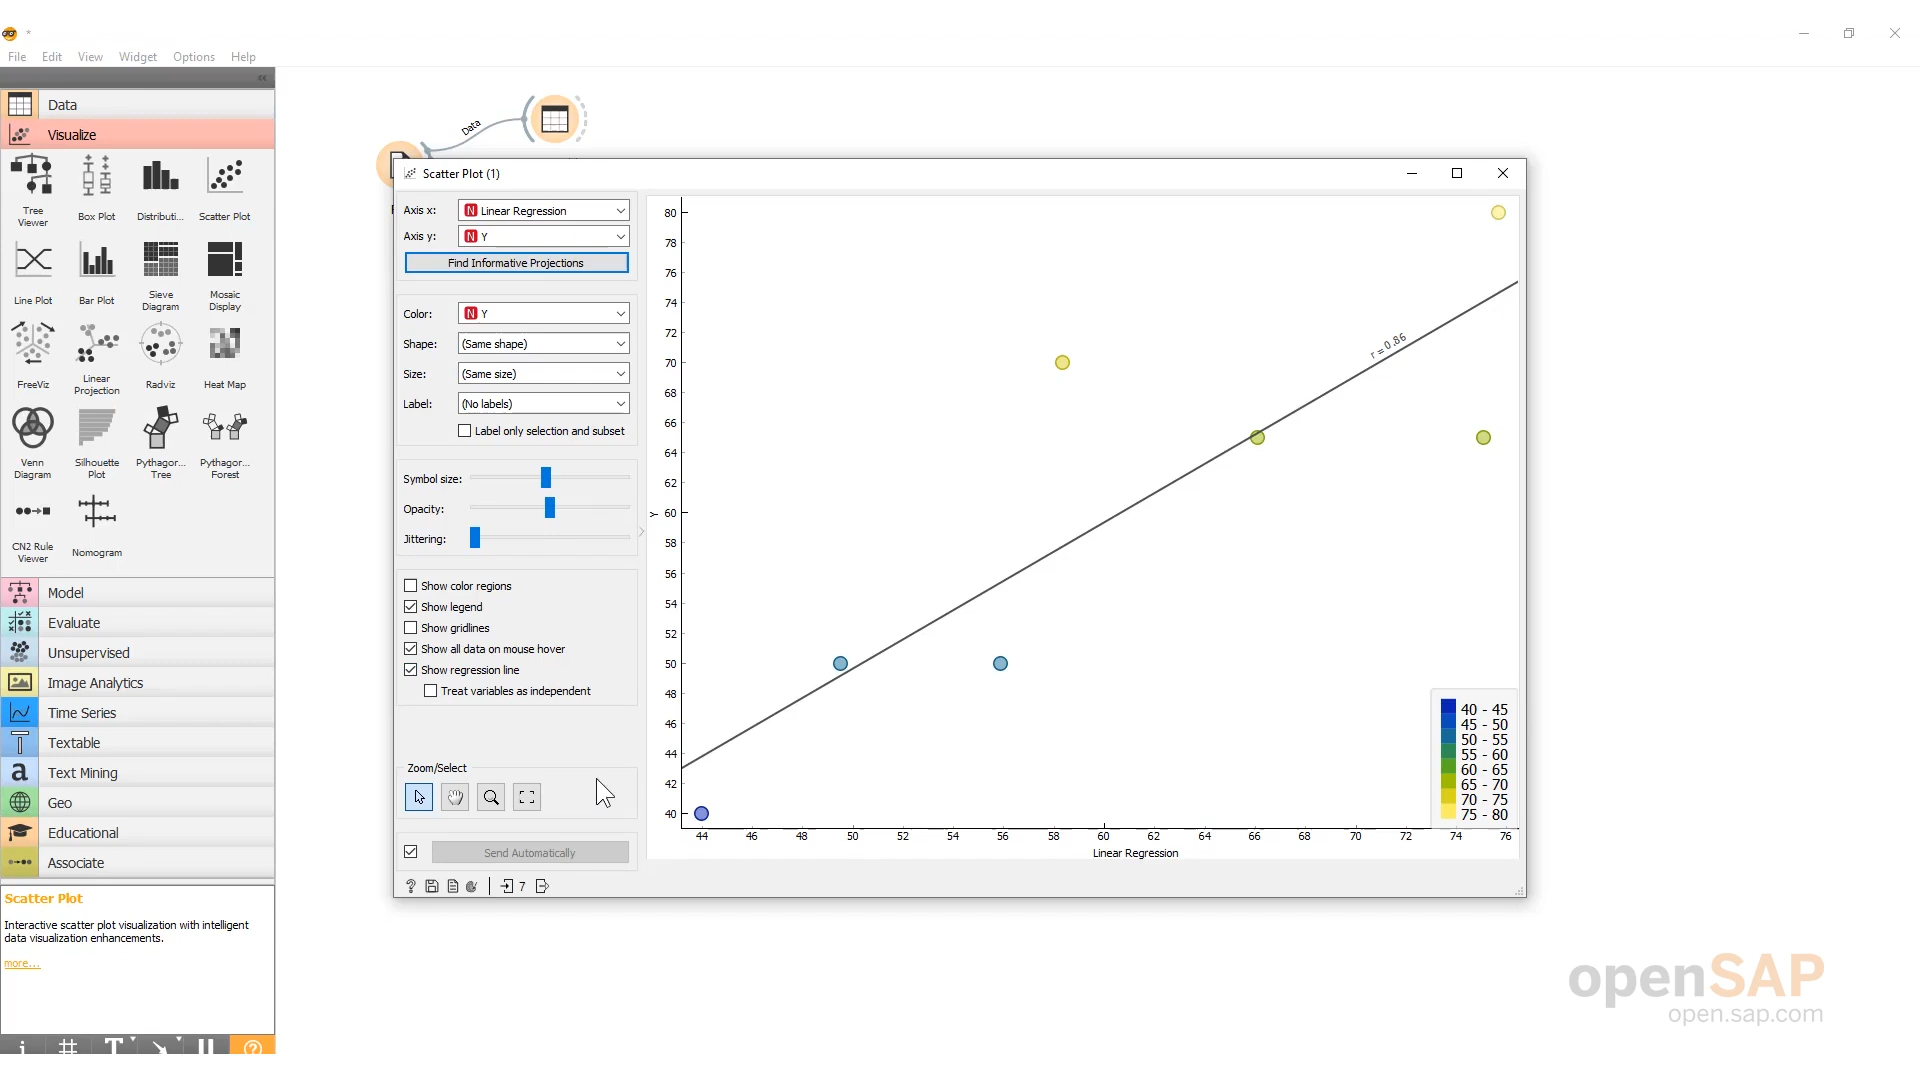 File Edit View Widget Options Help
Data
Visualize
Tree Viewer
Box Plot
Distributi...
Scatter Plot
Line Plot
Bar Plot
Sieve Diagram
Mosaic Display
FreeViz
Linear Projection
Radviz
Heat Map
Venn Diagram
Silhouette Plot
Pythagor... Tree
Pythagor... Forest
CN2 Rule Viewer
Nomogram
Model
Evaluate
Unsupervised
Image Analytics
Time Series
Textable
Text Mining
Geo
Educational
Associate
Scatter Plot
Interactive scatter plot visualization with intelligent
data visualization enhancements.
more...
Data
Scatter Plot (1)
Axis x: N Linear Regression
Axis y: N Y
Find Informative Projections
Color: N Y
Shape: (Same shape)
Size: (Same size)
Label: (No labels)
Label only selection and subset
Symbol size:
Opacity:
Jittering:
Show color regions
Show legend
Show gridlines
Show all data on mouse hover
Show regression line
Treat variables as independent
Zoom/Select
Send Automatically
7
80
78
76
74
72
70
68
66
64
62
60
58
56
54
52
50
48
46
44
42
40
Y
r = 0.86
44 46 48 50 52 54 56 58 60 62 64 66 68 70 72 74 76
Linear Regression
40 - 45
45 - 50
50 - 55
55 - 60
60 - 65
65 - 70
70 - 75
75 - 80
openSAP
open.sap.com